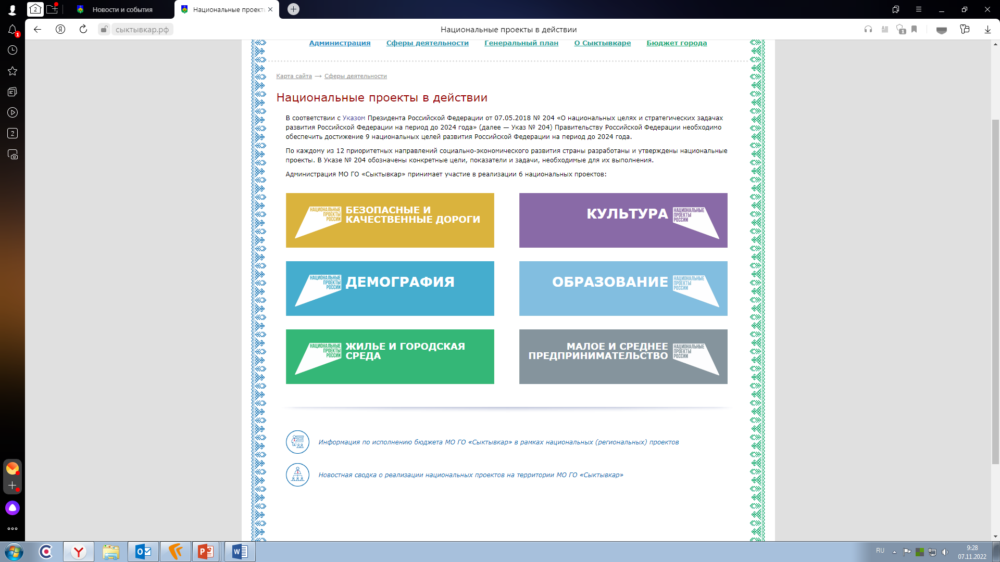 2
Новости и события
Национальные проекты
1
Я
сыктывкар.рф
Национальные проекты в действии
1
2
Администрация Сферы деятельности Генеральный план О Сыктывкаре Бюджет города
Карта сайта → Сферы деятельности
Национальные проекты в действии
В соответствии с Указом Президента Российской Федерации от 07.05.2018 № 204 «О национальных целях и стратегических задачах
развития Российской Федерации на период до 2024 года» (далее — Указ № 204) Правительству Российской Федерации необходимо
обеспечить достижение 9 национальных целей развития Российской Федерации на период до 2024 года.
По каждому из 12 приоритетных направлений социально-экономического развития страны разработаны и утверждены национальные
проекты. В Указе № 204 обозначены конкретные цели, показатели и задачи, необходимые для их выполнения.
Администрация МО ГО «Сыктывкар» принимает участие в реализации 6 национальных проектов:
НАЦИОНАЛЬНЫЕ
ПРОЕКТЫ
РОССИИ
БЕЗОПАСНЫЕ И
КАЧЕСТВЕННЫЕ ДОРОГИ
КУЛЬТУРА
НАЦИОНАЛЬНЫЕ
ПРОЕКТЫ
РОССИИ
НАЦИОНАЛЬНЫЕ
ПРОЕКТЫ
РОССИИ
ДЕМОГРАФИЯ
ОБРАЗОВАНИЕ
НАЦИОНАЛЬНЫЕ
ПРОЕКТЫ
РОССИИ
НАЦИОНАЛЬНЫЕ
ПРОЕКТЫ
РОССИИ
ЖИЛЬЕ И ГОРОДСКАЯ
СРЕДА
МАЛОЕ И СРЕДНЕЕ
ПРЕДПРИНИМАТЕЛЬСТВО
НАЦИОНАЛЬНЫЕ
ПРОЕКТЫ
РОССИИ
Информация по исполнению бюджета МО ГО «Сыктывкар» в рамках национальных (региональных) проектов
Новостная сводка о реализации национальных проектов на территории МО ГО «Сыктывкар»
RU
9:28
07.11.2022